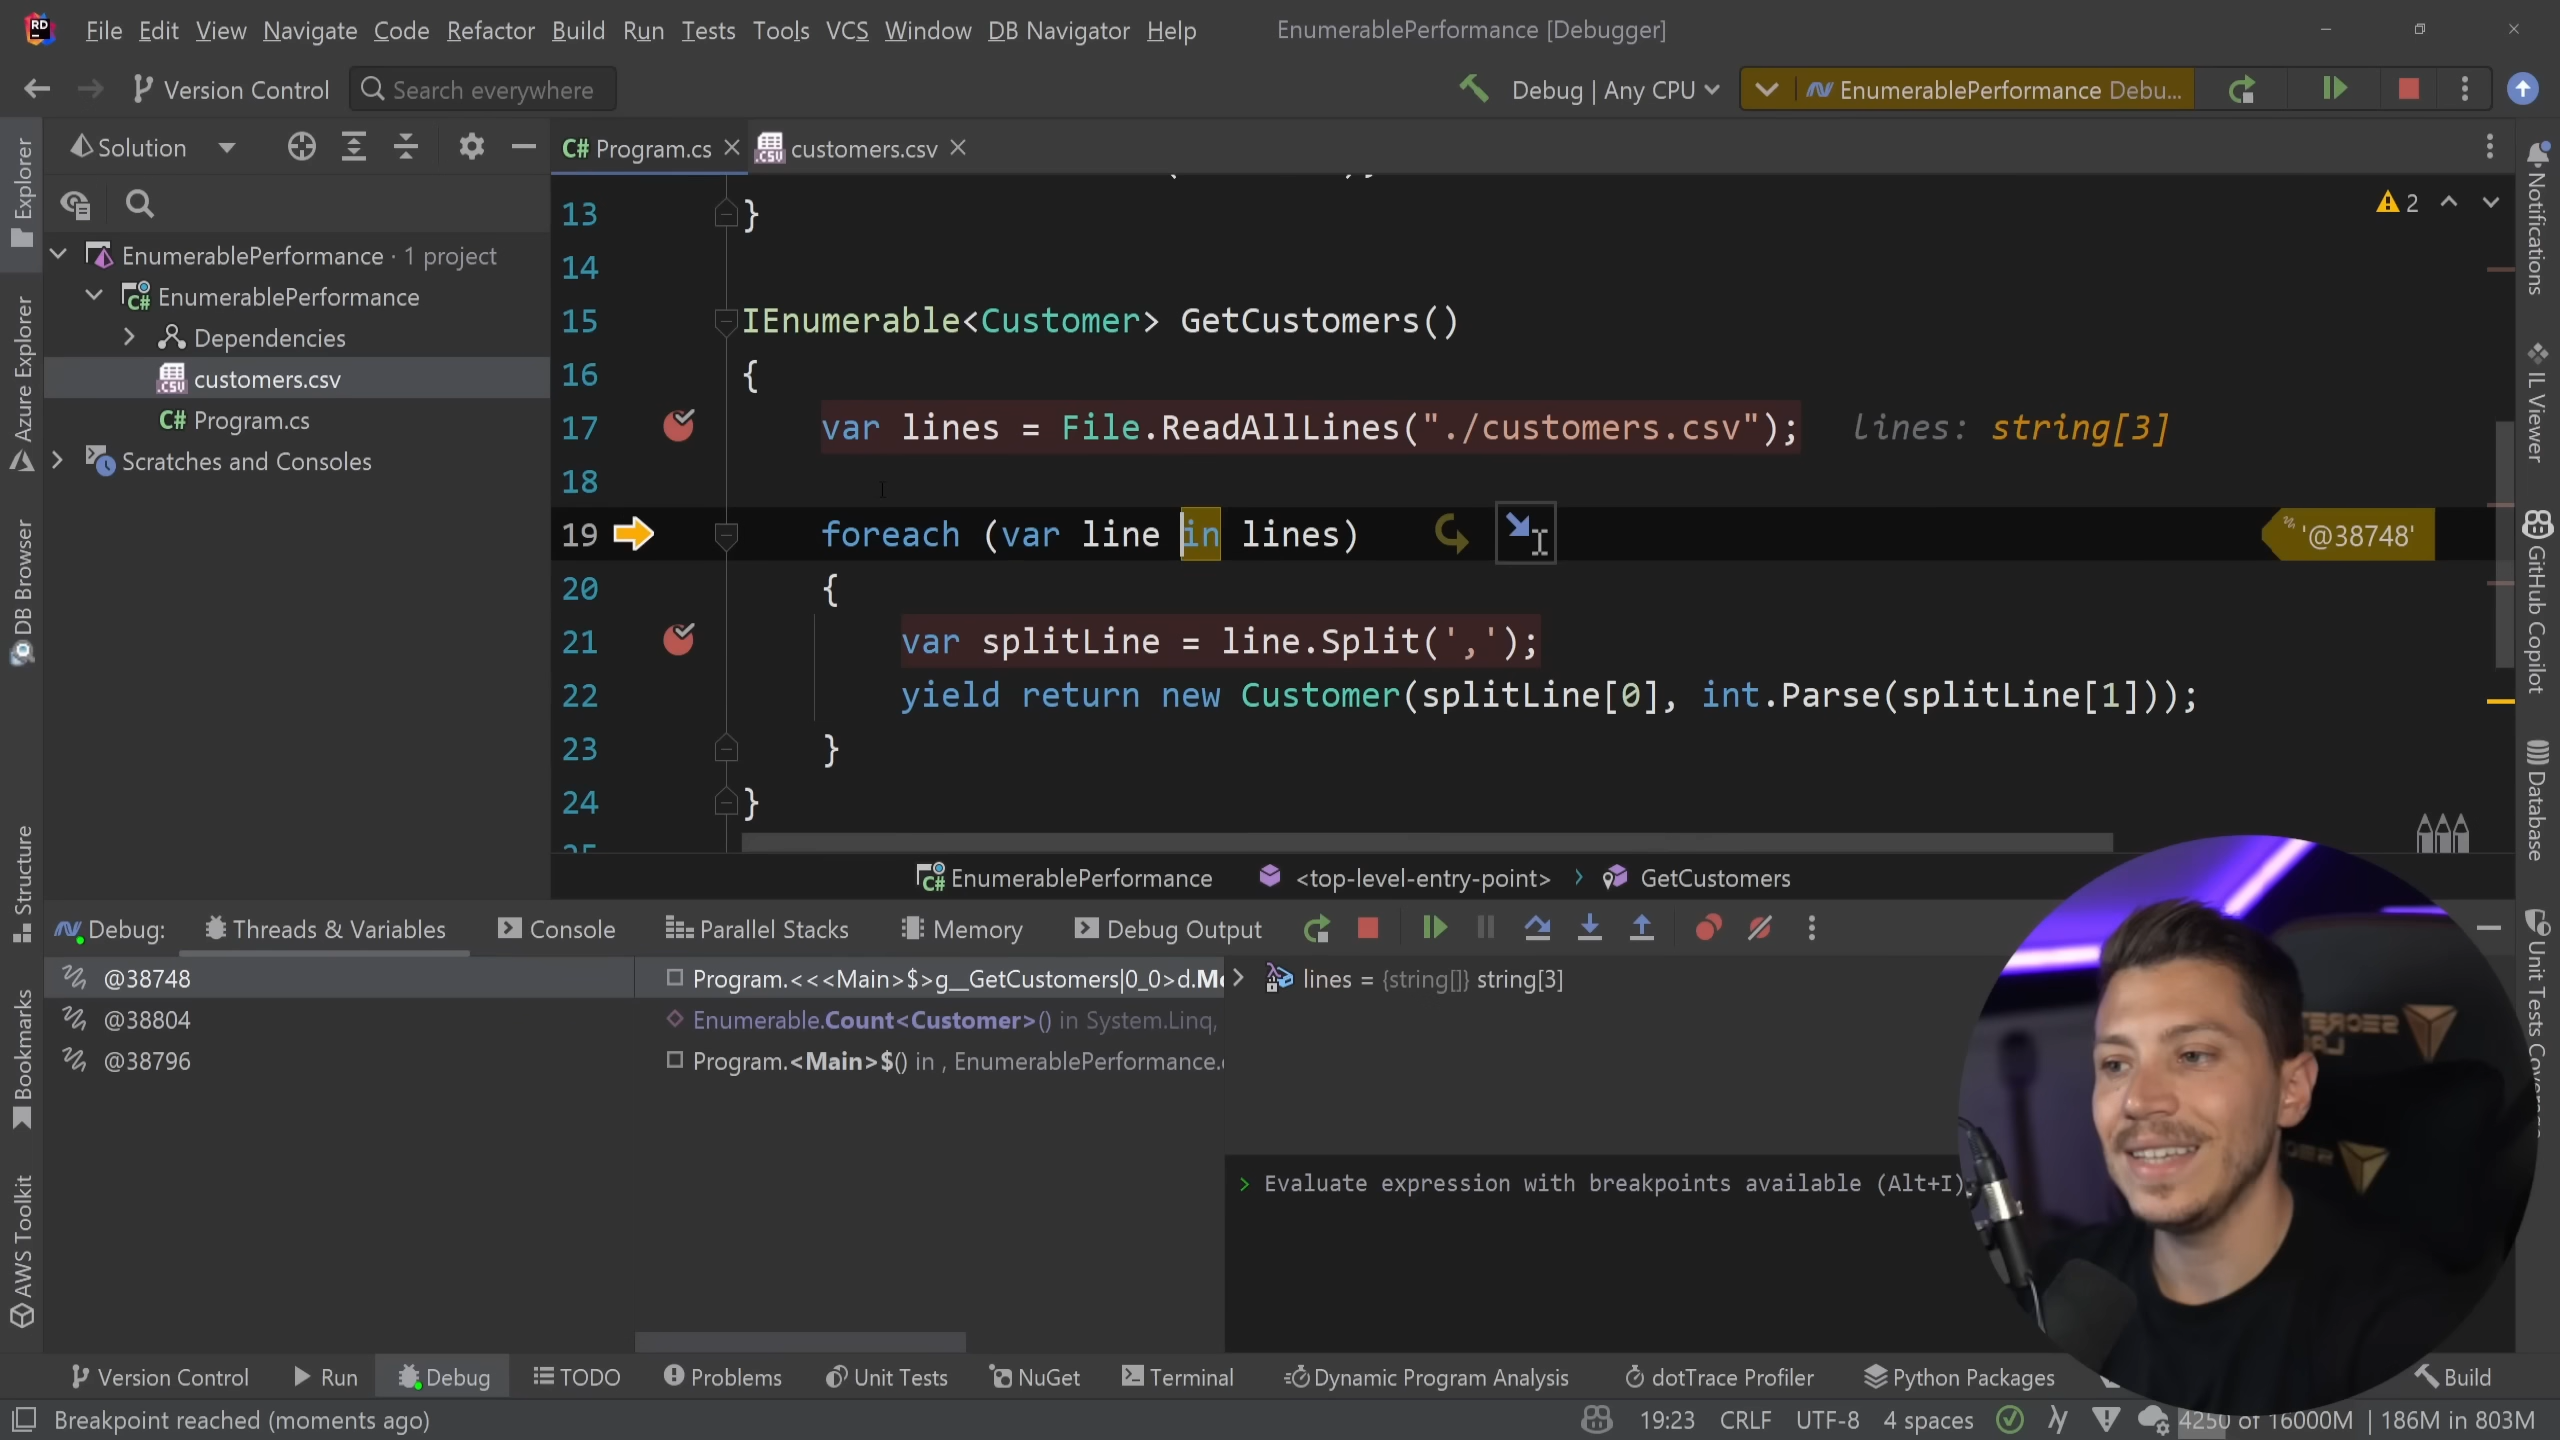 File Edit View Navigate Code Refactor Build Run Tests Tools VCS Window DB Navigator Help EnumerablePerformance [Debugger]
Version Control Search everywhere Debug | Any CPU EnumerablePerformance Debu...
Solution
Program.cs customers.csv
EnumerablePerformance · 1 project
EnumerablePerformance
Dependencies
customers.csv
Program.cs
Scratches and Consoles
13 }
14
15 IEnumerable<Customer> GetCustomers()
16 {
17 var lines = File.ReadAllLines("./customers.csv"); lines: string[3]
18
19 foreach (var line in lines) '@38748'
20 {
21 var splitLine = line.Split(',');
22 yield return new Customer(splitLine[0], int.Parse(splitLine[1]));
23 }
24 }
2
EnumerablePerformance <top-level-entry-point> GetCustomers
Debug: Threads & Variables Console Parallel Stacks Memory Debug Output
@38748
@38804
@38796
Program.<<<Main>$>g__GetCustomers|0_0>d.M
Enumerable.Count<Customer>() in System.Linq,
Program.<Main>$() in , EnumerablePerformance.
lines = {string[]} string[3]
Evaluate expression with breakpoints available (Alt+I)
Version Control Run Debug TODO Problems Unit Tests NuGet Terminal Dynamic Program Analysis dotTrace Profiler Python Packages Build
Breakpoint reached (moments ago) 19:23 CRLF UTF-8 4 spaces 4250 of 16000M | 186M in 803M
Explorer
Azure Explorer
DB Browser
Structure
Bookmarks
AWS Toolkit
Notifications
IL Viewer
GitHub Copilot
Database
Unit Tests